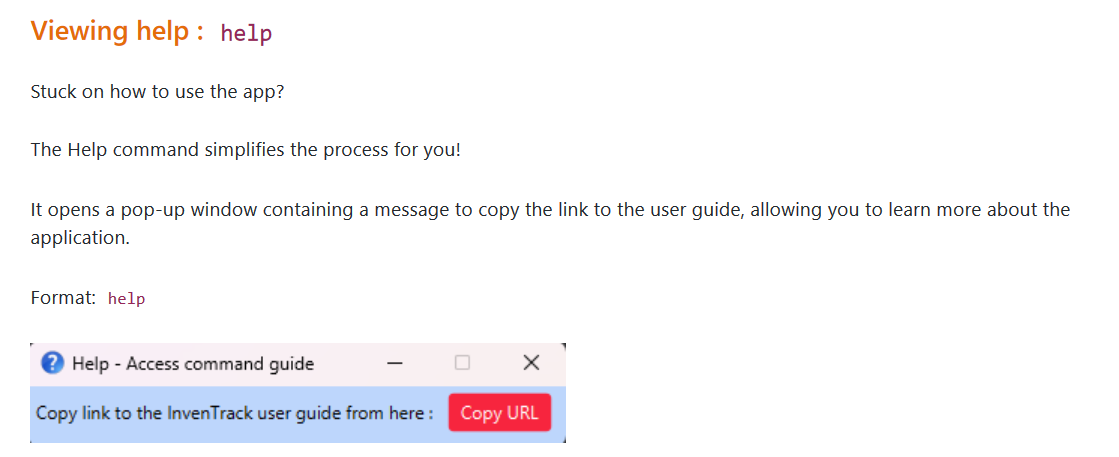 Viewing help : help
Stuck on how to use the app?
The Help command simplifies the process for you!
It opens a pop-up window containing a message to copy the link to the user guide, allowing you to learn more about the
application.
Format: help
? Help - Access command guide
Copy link to the InvenTrack user guide from here : Copy URL